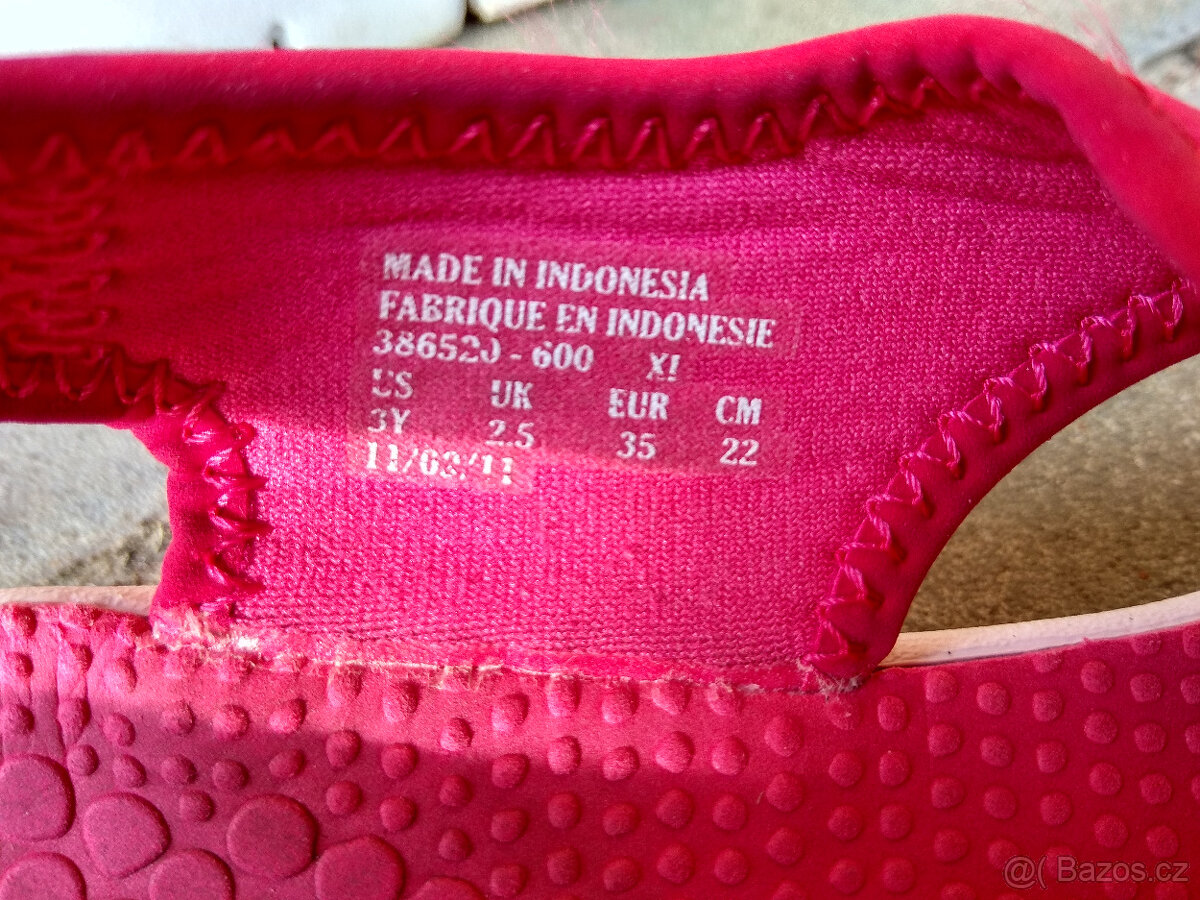 MADE IN INDONESIA
FABRIQUE EN INDONESIE
386520 - 600
US UK EUR CM
3Y 2.5 35 22
@( Bazos.cz